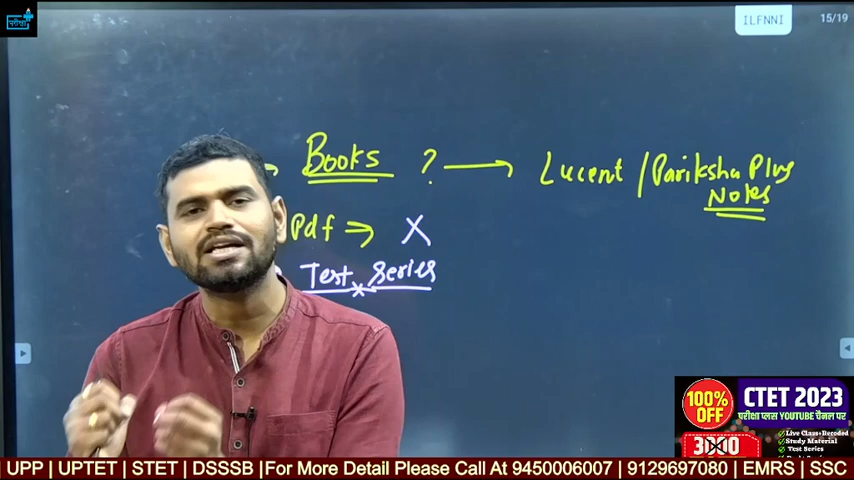 परीक्षा
ILFNNI
15/19
Books ? → Lucent / Pariksha Plus
Notes
Pdf ⇒ X
Test Series
100%
OFF
CTET 2023
परीक्षा प्लस YOUTUBE चैनल पर
3000
Live Class+Recoded
Study Material
Test Series
UPP | UPTET | STET | DSSSB |For More Detail Please Call At 9450006007 | 9129697080 | EMRS | SSC